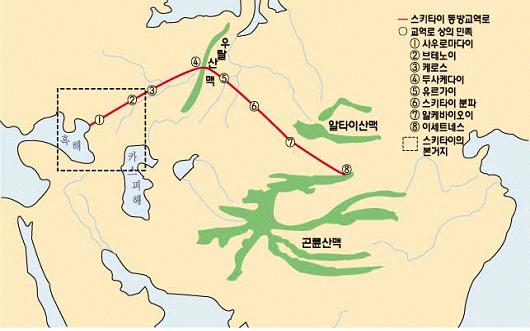 스키타이 동방교역로
교역로 상의 민족
① 사우로마다이
② 브테노이
③ 케로스
④ 두사케다이
⑤ 유르가이
⑥ 스키타이 분파
⑦ 알케바이오이
⑧ 이세트네스
스키타이의
본거지
우랄산맥
④
⑤
③
②
①
⑥
⑦
⑧
흑해
카스피해
알타이산맥
곤륜산맥